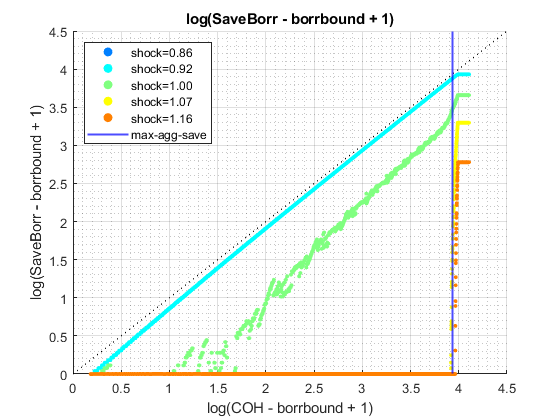 log(SaveBorr - borrbound + 1)
4.5
4
3.5
3
2.5
2
1.5
1
0.5
0
log(SaveBorr - borrbound + 1)
shock=0.86
shock=0.92
shock=1.00
shock=1.07
shock=1.16
max-agg-save
0 0.5 1 1.5 2 2.5 3 3.5 4 4.5
log(COH - borrbound + 1)